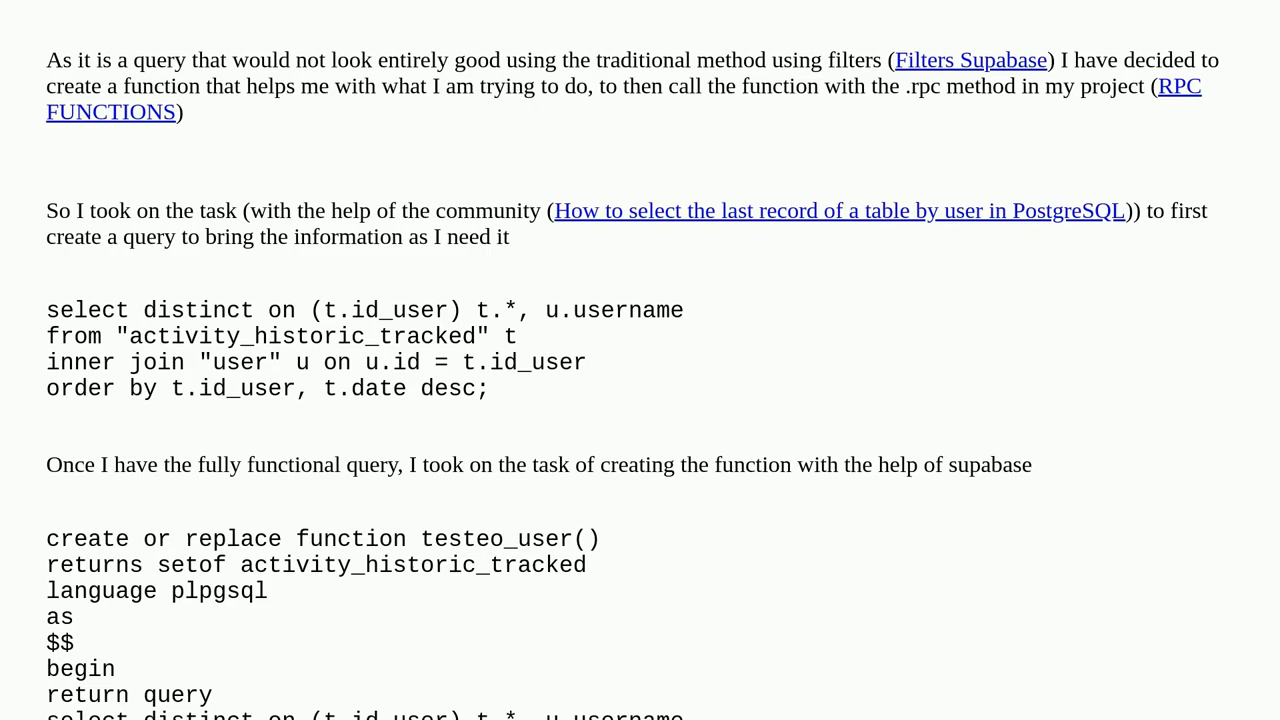 As it is a query that would not look entirely good using the traditional method using filters (Filters Supabase) I have decided to
create a function that helps me with what I am trying to do, to then call the function with the .rpc method in my project (RPC
FUNCTIONS)
So I took on the task (with the help of the community (How to select the last record of a table by user in PostgreSQL)) to first
create a query to bring the information as I need it
select distinct on (t.id_user) t.*, u.username
from "activity_historic_tracked" t
inner join "user" u on u.id = t.id_user
order by t.id_user, t.date desc;
Once I have the fully functional query, I took on the task of creating the function with the help of supabase
create or replace function testeo_user()
returns setof activity_historic_tracked
language plpgsql
as
$$
begin
return query
select distinct on (t.id_user) t.*, u.username